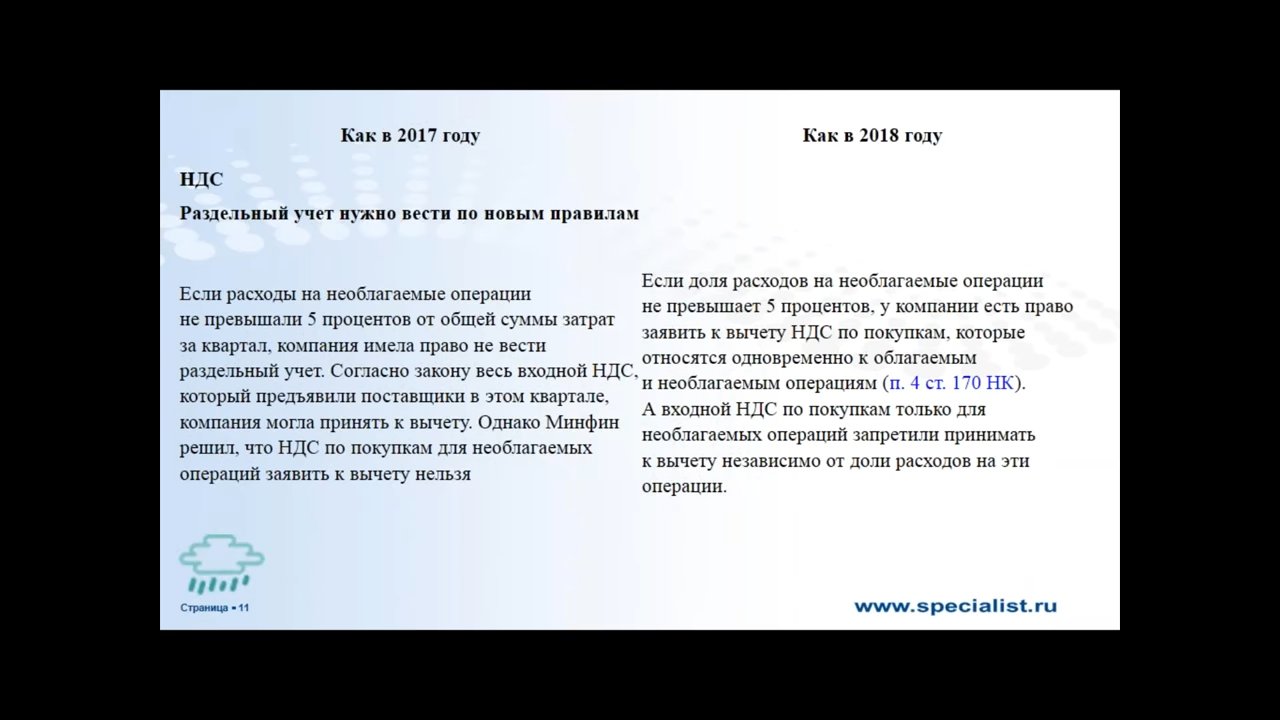 Как в 2017 году
Как в 2018 году
НДС
Раздельный учет нужно вести по новым правилам
Если расходы на необлагаемые операции
не превышали 5 процентов от общей суммы затрат
за квартал, компания имела право не вести
раздельный учет. Согласно закону весь входной НДС,
который предъявили поставщики в этом квартале,
компания могла принять к вычету. Однако Минфин
решил, что НДС по покупкам для необлагаемых
операций заявить к вычету нельзя
Если доля расходов на необлагаемые операции
не превышает 5 процентов, у компании есть право
заявить к вычету НДС по покупкам, которые
относятся одновременно к облагаемым
и необлагаемым операциям (п. 4 ст. 170 НК).
А входной НДС по покупкам только для
необлагаемых операций запретили принимать
к вычету независимо от доли расходов на эти
операции.
Страница ▪ 11
www.specialist.ru